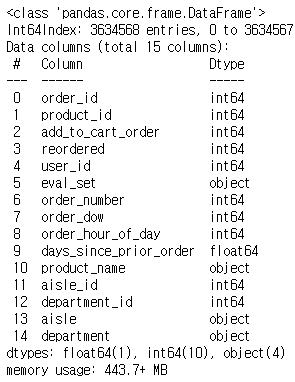 <class 'pandas.core.frame.DataFrame'>
Int64Index: 3634568 entries, 0 to 3634567
Data columns (total 15 columns):
 #   Column                  Dtype
---  ------                  -----
 0   order_id                int64
 1   product_id              int64
 2   add_to_cart_order       int64
 3   reordered               int64
 4   user_id                 int64
 5   eval_set                object
 6   order_number            int64
 7   order_dow               int64
 8   order_hour_of_day       int64
 9   days_since_prior_order  float64
 10  product_name            object
 11  aisle_id                int64
 12  department_id           int64
 13  aisle                   object
 14  department              object
dtypes: float64(1), int64(10), object(4)
memory usage: 443.7+ MB